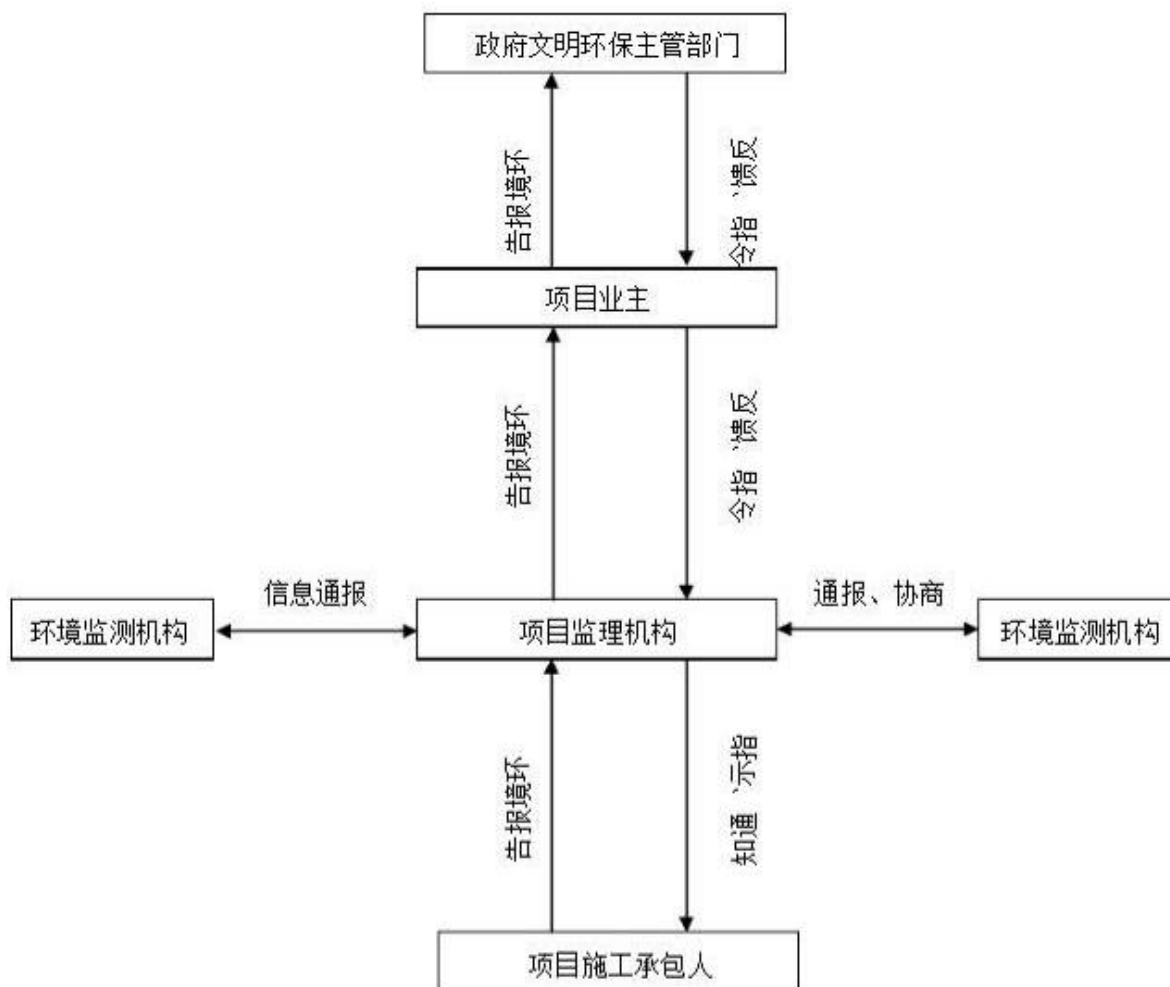 政府文明环保主管部门
环境报告
反馈、指令
项目业主
环境报告
反馈、指令
信息通报
通报、协商
环境监测机构
项目监理机构
环境监测机构
环境报告
指示、通知
项目施工承包人